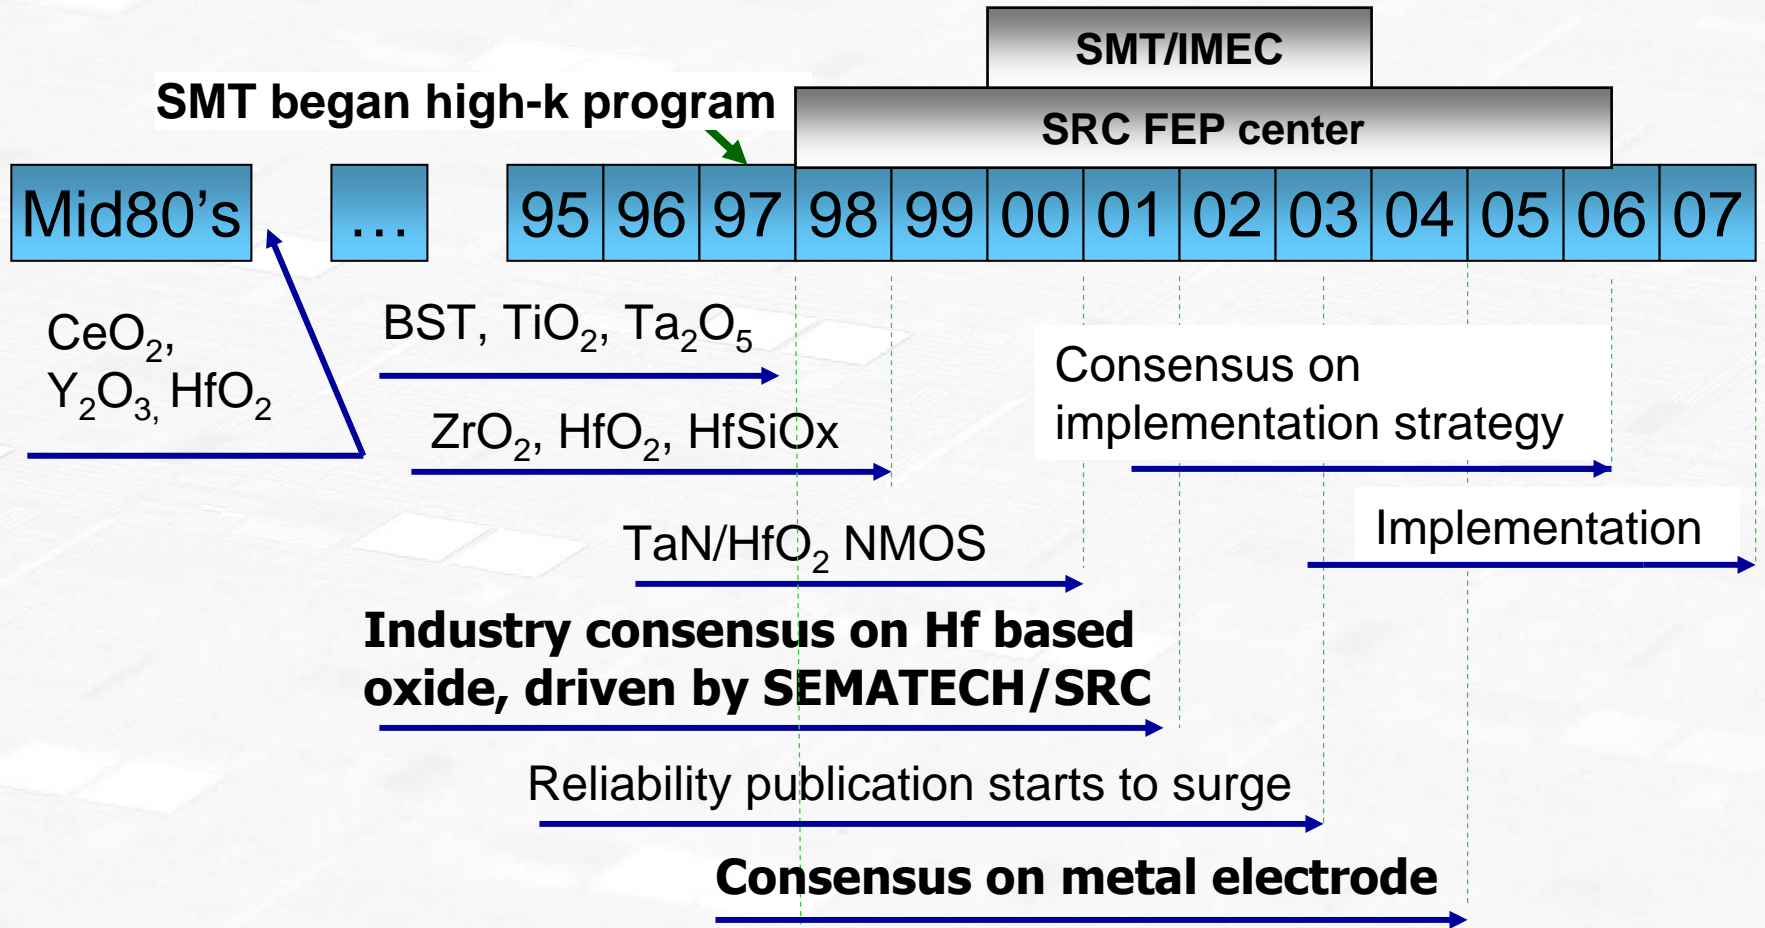 SMT/IMEC
SMT began high-k program
SRC FEP center
Mid80’s … 95 96 97 98 99 00 01 02 03 04 05 06 07
CeO₂,
Y₂O₃, HfO₂
BST, TiO₂, Ta₂O₅
ZrO₂, HfO₂, HfSiOx
Consensus on
implementation strategy
TaN/HfO₂ NMOS
Implementation
Industry consensus on Hf based
oxide, driven by SEMATECH/SRC
Reliability publication starts to surge
Consensus on metal electrode